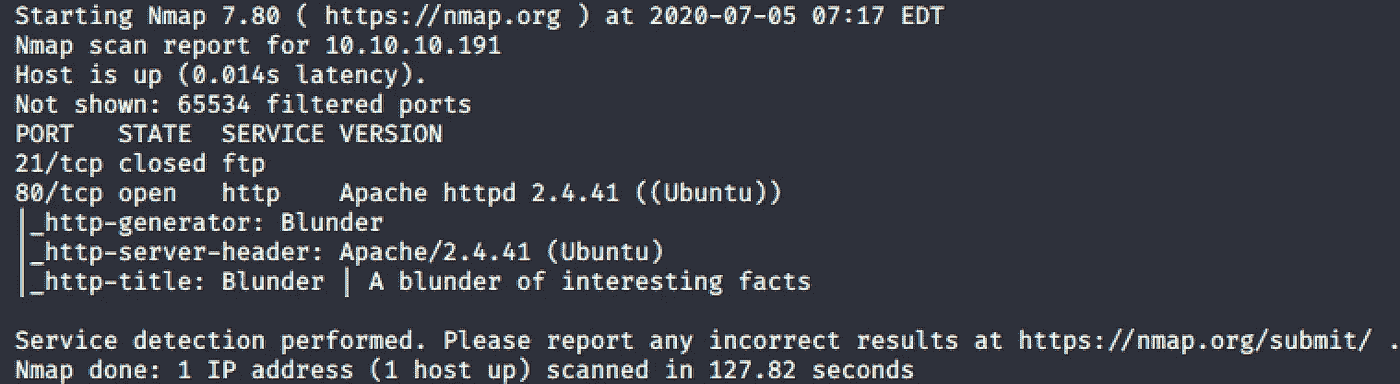 Starting Nmap 7.80 ( https://nmap.org ) at 2020-07-05 07:17 EDT
Nmap scan report for 10.10.10.191
Host is up (0.014s latency).
Not shown: 65534 filtered ports
PORT   STATE  SERVICE VERSION
21/tcp closed ftp
80/tcp open   http    Apache httpd 2.4.41 ((Ubuntu))
|_http-generator: Blunder
|_http-server-header: Apache/2.4.41 (Ubuntu)
|_http-title: Blunder | A blunder of interesting facts
Service detection performed. Please report any incorrect results at https://nmap.org/submit/ .
Nmap done: 1 IP address (1 host up) scanned in 127.82 seconds